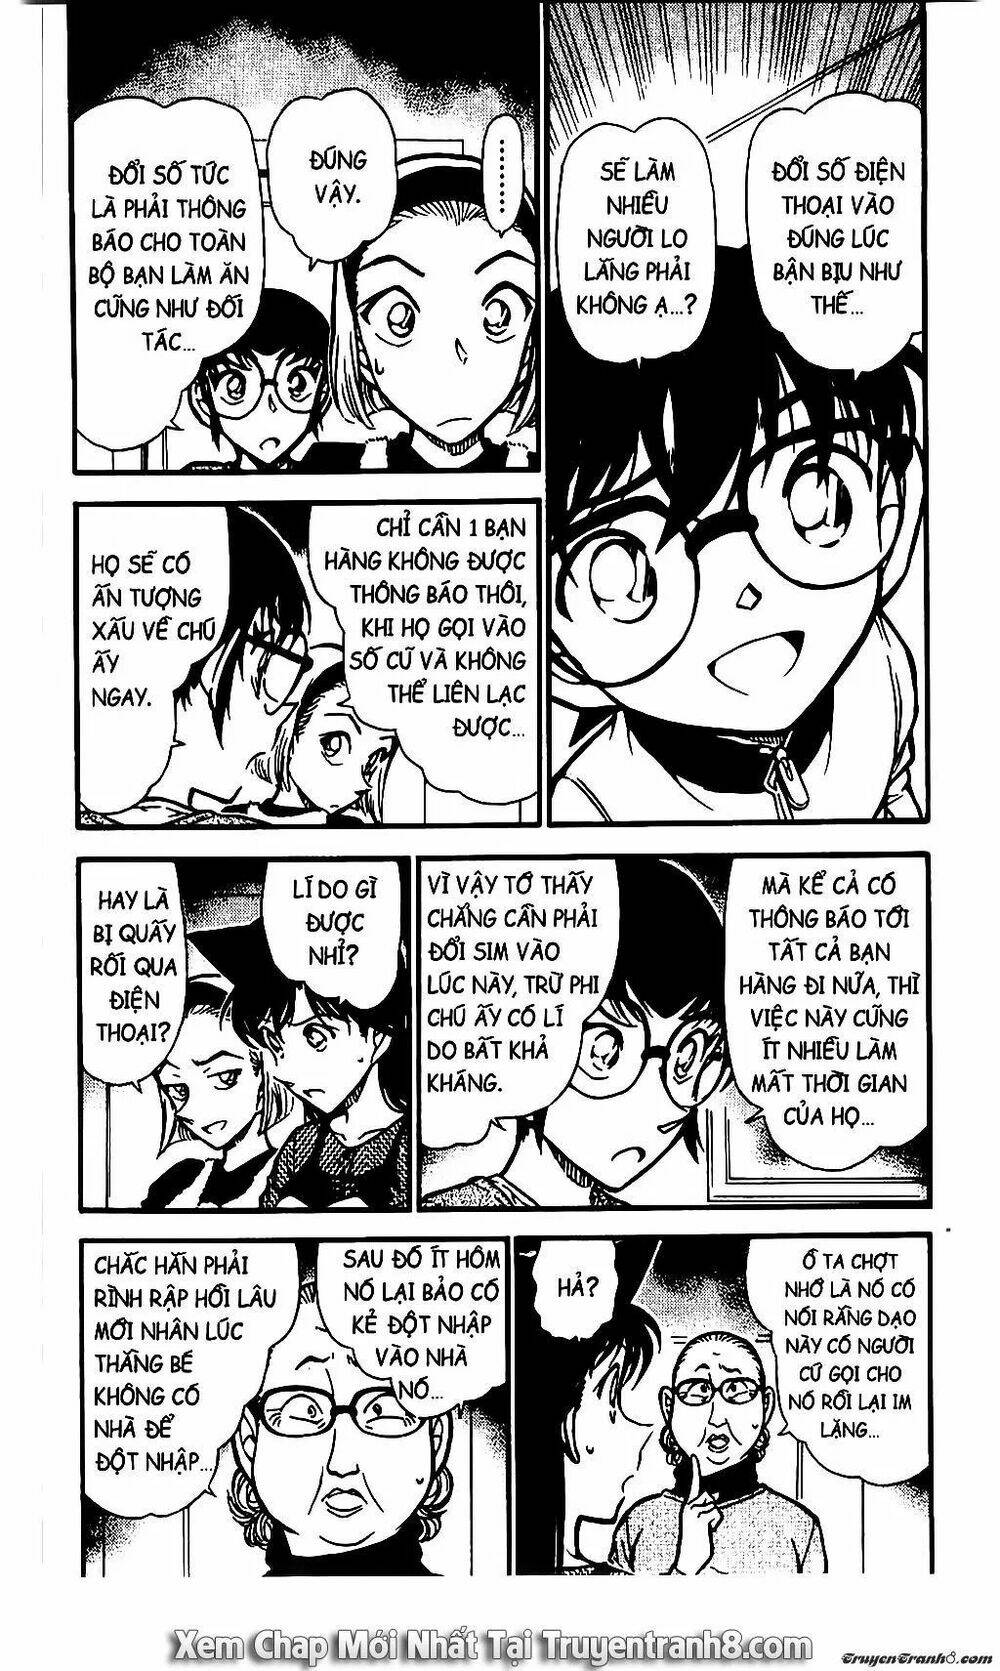 ĐỔI SỐ ĐIỆN
THOẠI VÀO
ĐÚNG LÚC
BẬN BỊU NHƯ
THẾ...
SẼ LÀM
NHIỀU
NGƯỜI LO
LẮNG PHẢI
KHÔNG Ạ...?
.........
ĐÚNG
VẬY.
ĐỔI SỐ TỨC
LÀ PHẢI THÔNG
BÁO CHO TOÀN
BỘ BẠN LÀM ĂN
CŨNG NHƯ ĐỐI
TÁC...
CHỈ CẦN 1 BẠN
HÀNG KHÔNG ĐƯỢC
THÔNG BÁO THÔI,
KHI HỌ GỌI VÀO
SỐ CŨ VÀ KHÔNG
THỂ LIÊN LẠC
ĐƯỢC...
HỌ SẼ CÓ
ẤN TƯỢNG
XẤU VỀ CHÚ
ẤY
NGAY.
MÀ KỂ CẢ CÓ
THÔNG BÁO TỚI
TẤT CẢ BẠN
HÀNG ĐI NỮA, THÌ
VIỆC NÀY CŨNG
ÍT NHIỀU LÀM
MẤT THỜI GIAN
CỦA HỌ...
VÌ VẬY TỚ THẤY
CHẲNG CẦN PHẢI
ĐỔI SIM VÀO
LÚC NÀY, TRỪ PHI
CHÚ ẤY CÓ LÍ
DO BẤT KHẢ
KHÁNG.
LÍ DO GÌ
ĐƯỢC
NHỈ?
HAY LÀ
BỊ QUẤY
RỐI QUA
ĐIỆN
THOẠI?
Ờ TA CHỢT
NHỚ LÀ NÓ CÓ
NÓI RẰNG DẠO
NÀY CÓ NGƯỜI
CỨ GỌI CHO
NÓ RỒI LẠI IM
LẶNG...
HẢ?
SAU ĐÓ ÍT HÔM
NÓ LẠI BẢO CÓ
KẺ ĐỘT NHẬP
VÀO NHÀ
NÓ...
CHẮC HẲN PHẢI
RÌNH RẬP HỒI LÂU
MỚI NHÂN LÚC
THẰNG BÉ
KHÔNG CÓ
NHÀ ĐỂ
ĐỘT NHẬP...
Xem Chap Mới Nhất Tại Truyentranh8.com
TruyenTranh8.com